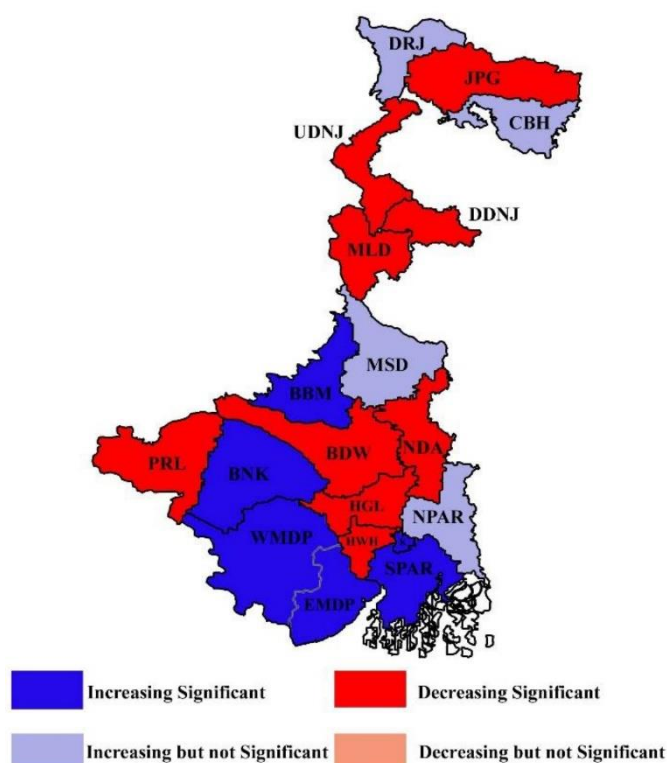 DRJ
JPG
CBH
UDNJ
DDNJ
MLD
MSD
BBM
NDA
BDW
PRL
BNK
HGL
NPAR
WMDP
HWH
SPAR
EMDP
Increasing Significant
Decreasing Significant
Increasing but not Significant
Decreasing but not Significant